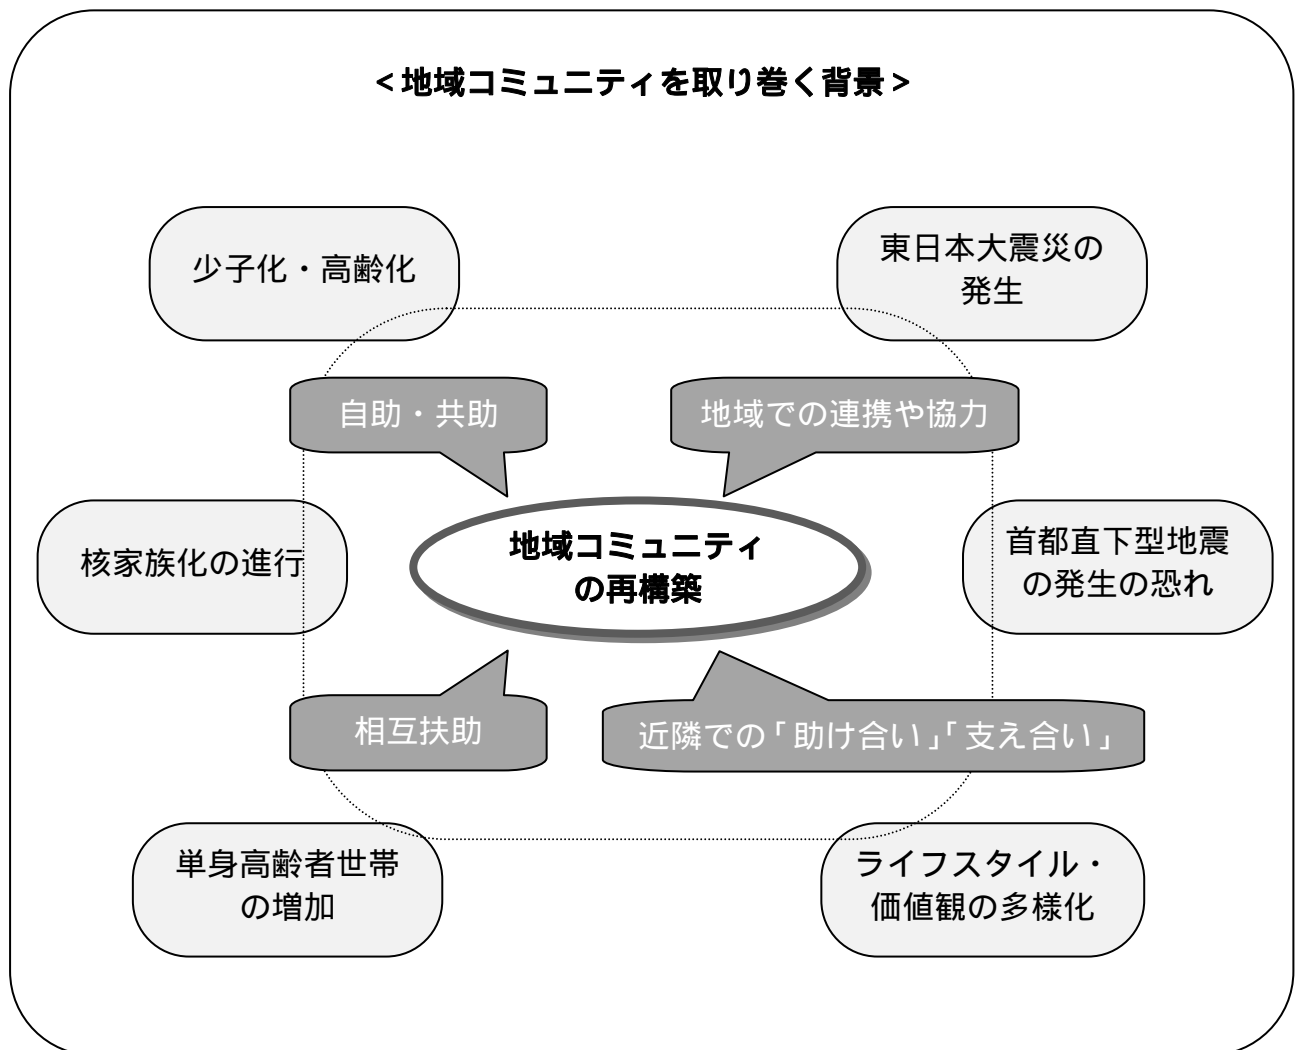 <地域コミュニティを取り巻く背景>
少子化・高齢化
東日本大震災の
発生
自助・共助
地域での連携や協力
核家族化の進行
地域コミュニティ
の再構築
首都直下型地震
の発生の恐れ
相互扶助
近隣での「助け合い」「支え合い」
単身高齢者世帯
の増加
ライフスタイル・
価値観の多様化